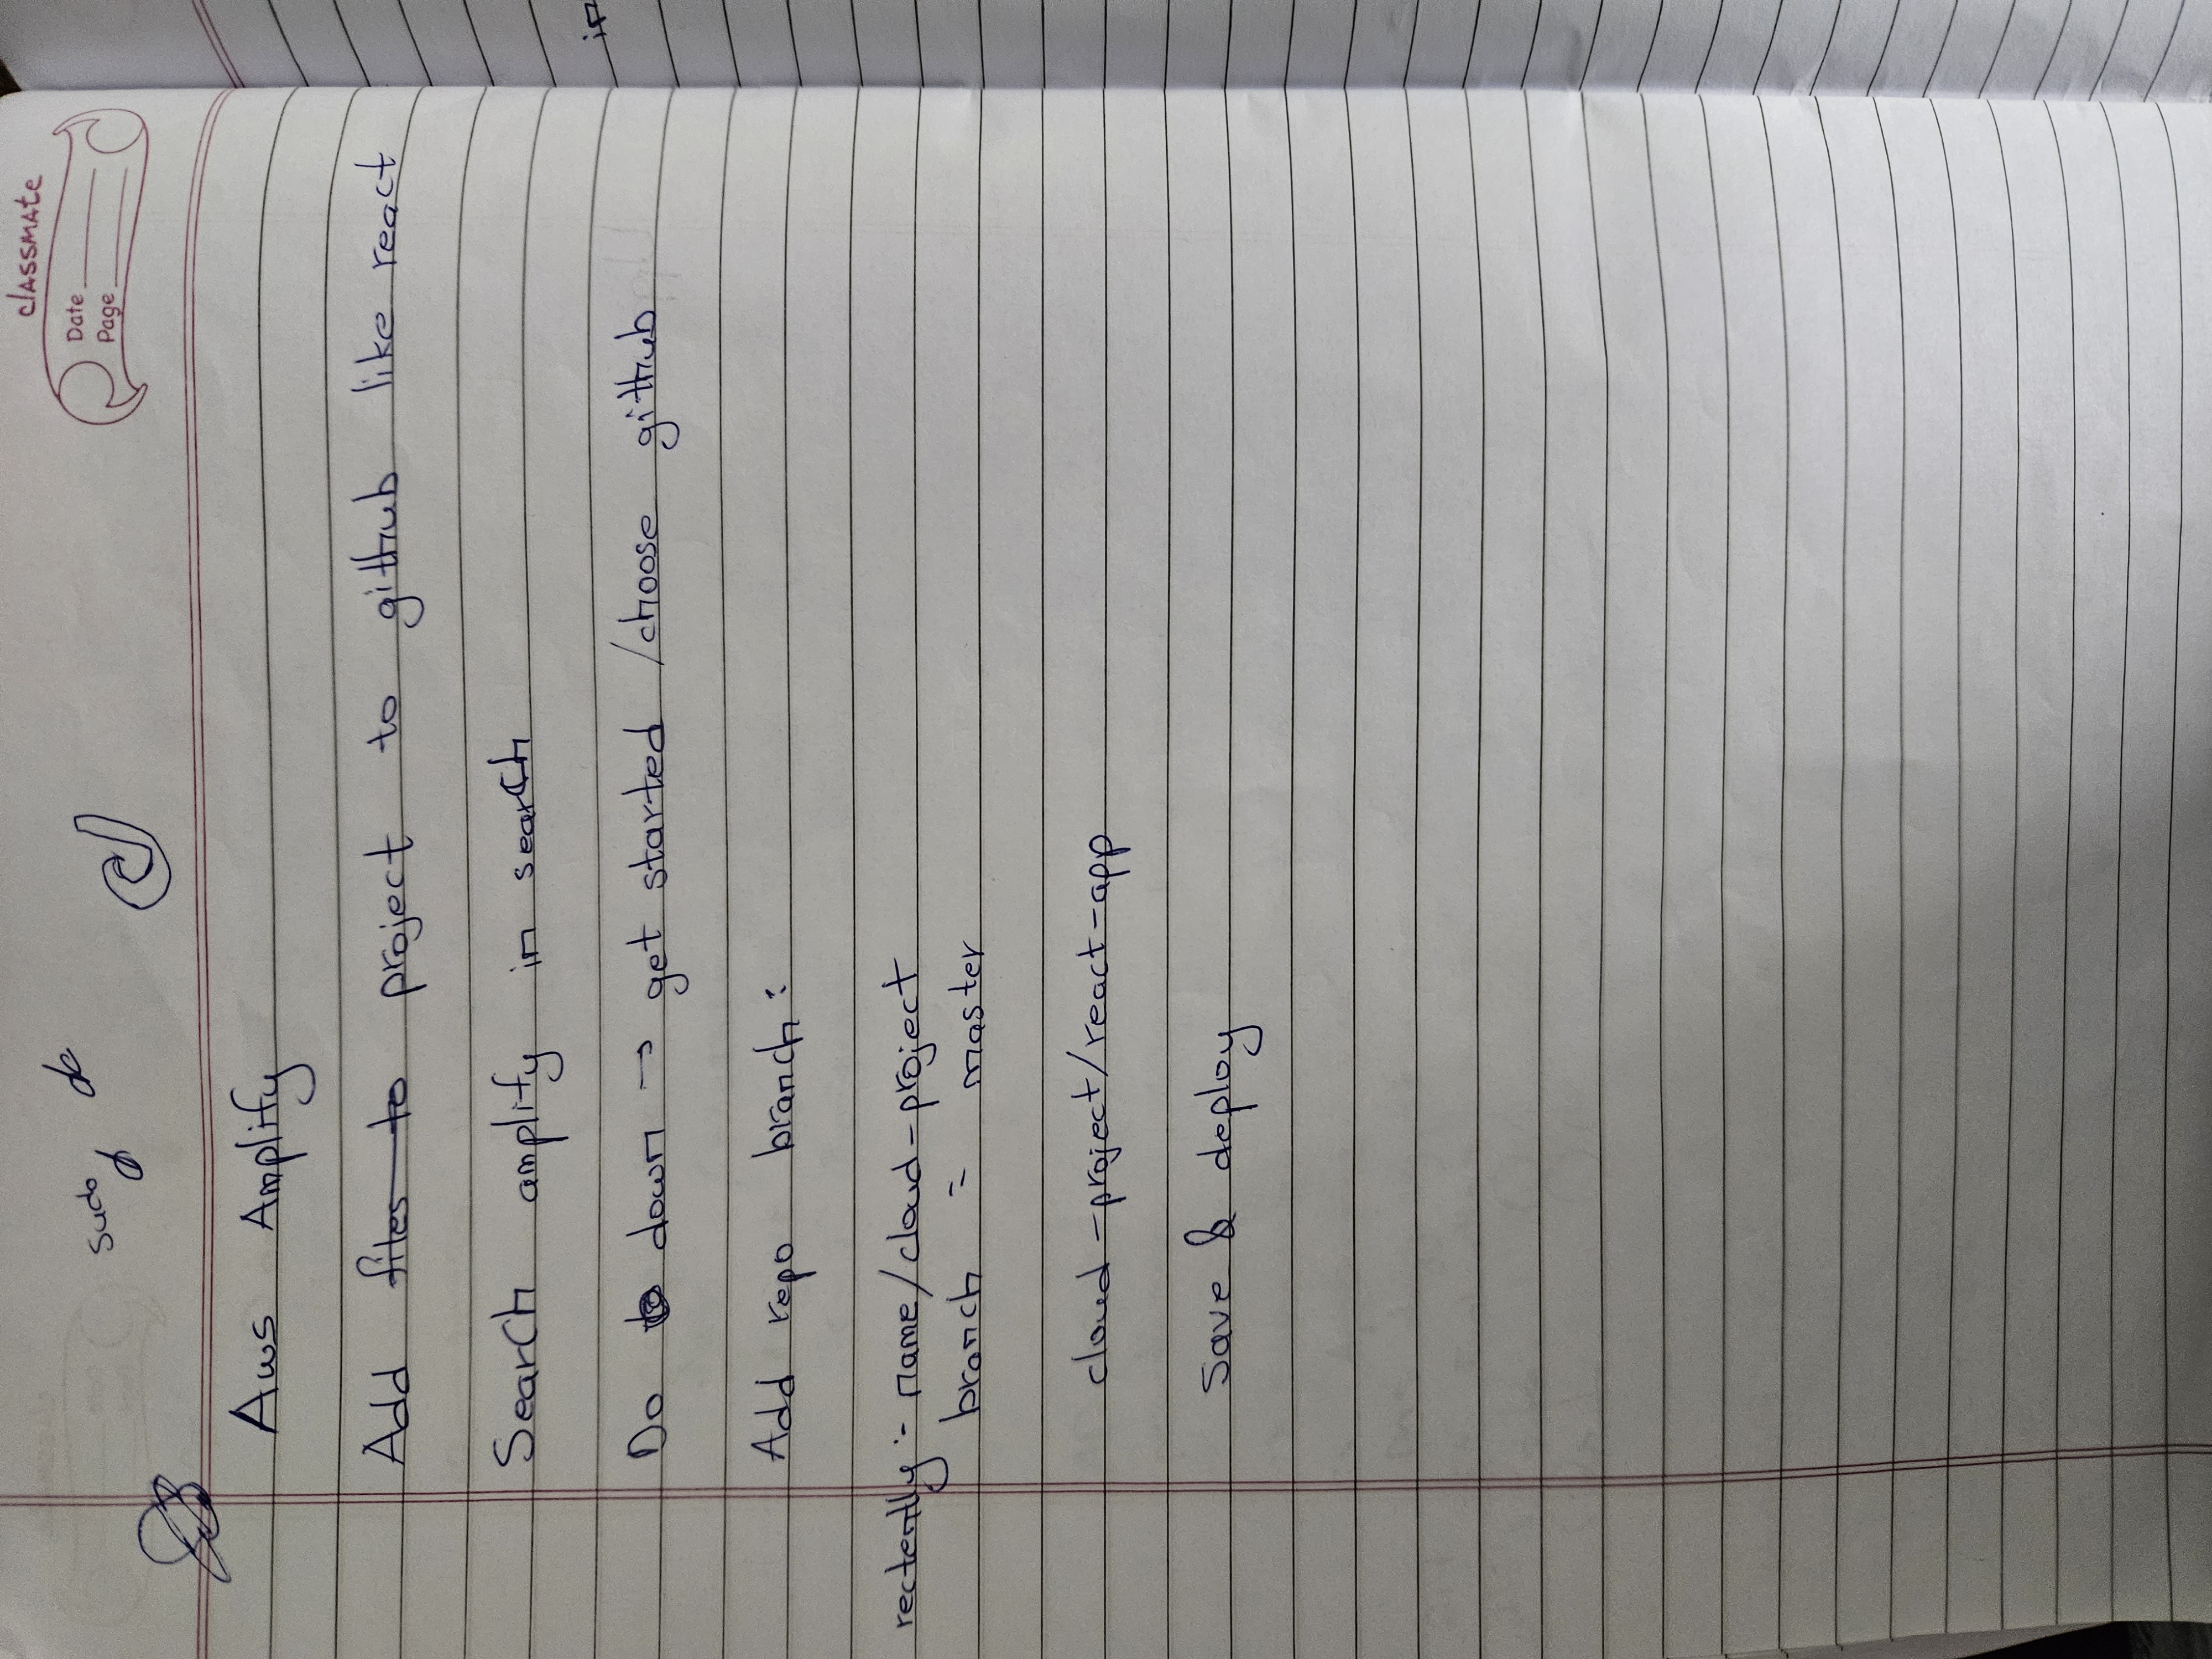 classmate
Date
Page
sudo
de
Aws Amplify
Add files to project to github like react
Search amplify in search
Do to down → get started /choose github
Add repo branch :
rectently :- name/cloud-project
branch = master
cloud-project/react-app
save & deploy